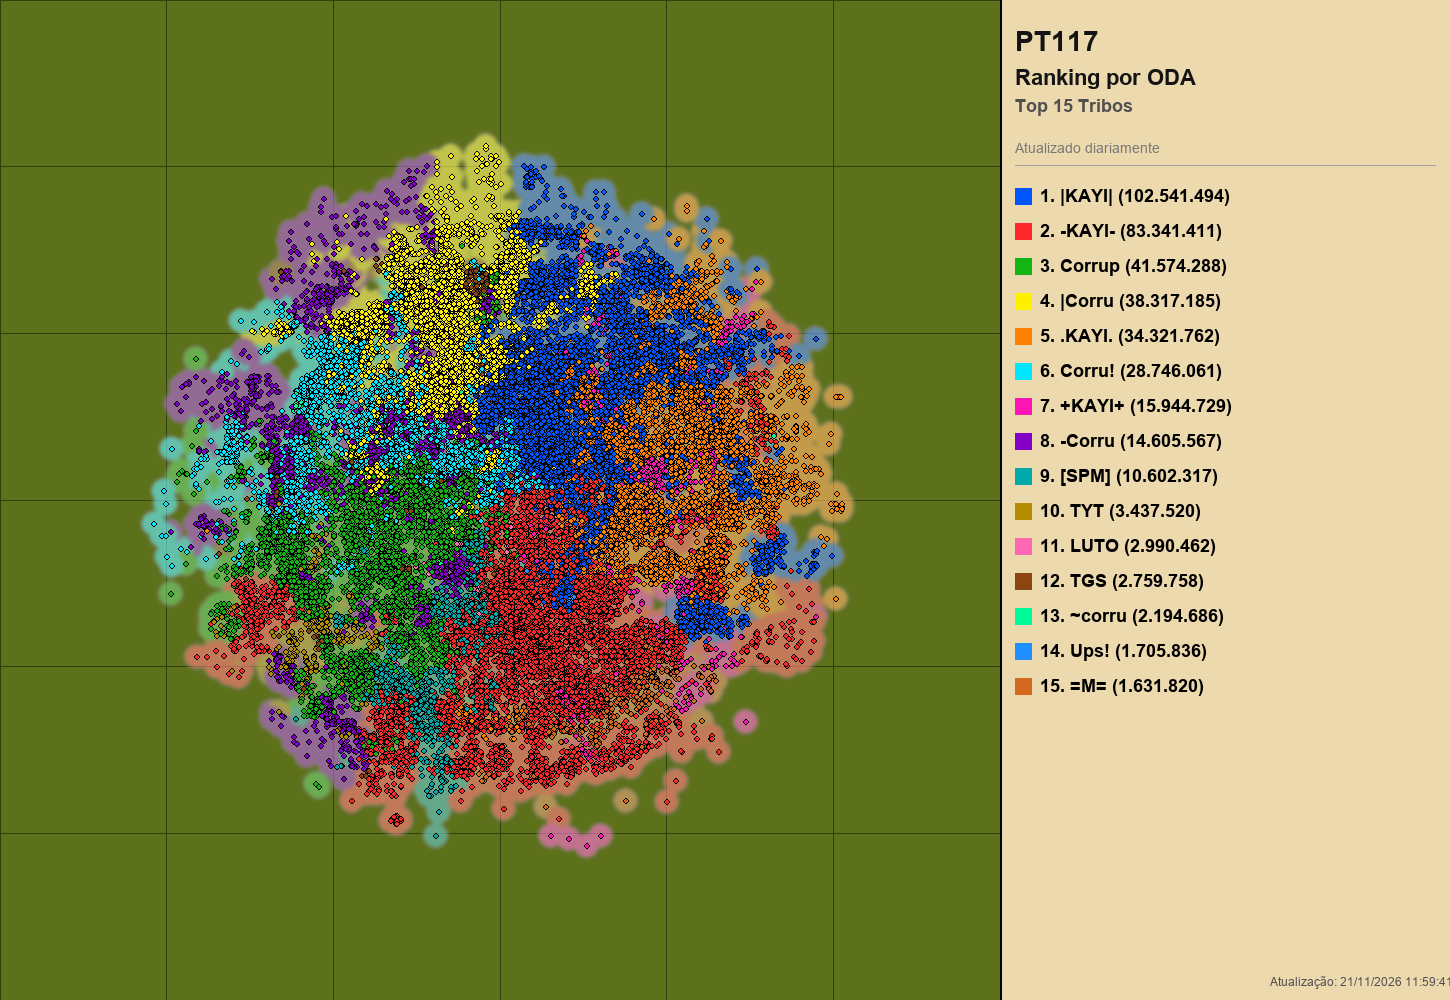 PT117
Ranking por ODA
Top 15 Tribos
Atualizado diariamente
1. |KAYI| (102.541.494)
2. -KAYI- (83.341.411)
3. Corrup (41.574.288)
4. |Corru (38.317.185)
5. .KAYI. (34.321.762)
6. Corru! (28.746.061)
7. +KAYI+ (15.944.729)
8. -Corru (14.605.567)
9. [SPM] (10.602.317)
10. TYT (3.437.520)
11. LUTO (2.990.462)
12. TGS (2.759.758)
13. ~corru (2.194.686)
14. Ups! (1.705.836)
15. =M= (1.631.820)
Atualização: 21/11/2026 11:59:41